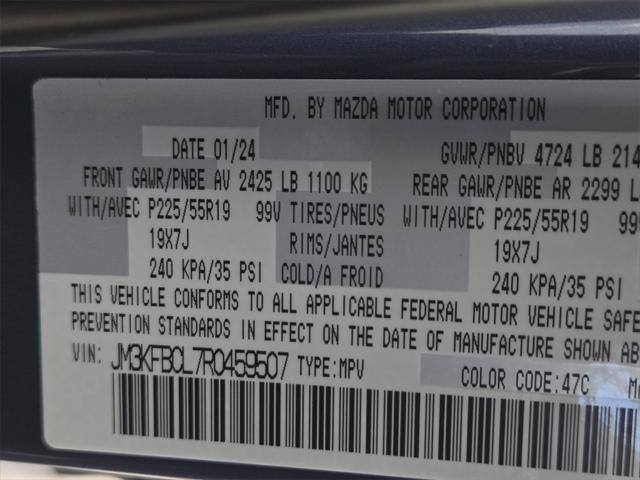 MFD. BY MAZDA MOTOR CORPORATION
DATE 01/24 GVWR/PNBV 4724 LB 214
FRONT GAWR/PNBE AV 2425 LB 1100 KG REAR GAWR/PNBE AR 2299 L
WITH/AVEC P225/55R19 99V TIRES/PNEUS WITH/AVEC P225/55R19 99
19X7J RIMS/JANTES 19X7J
240 KPA/35 PSI COLD/A FROID 240 KPA/35 PSI
THIS VEHICLE CONFORMS TO ALL APPLICABLE FEDERAL MOTOR VEHICLE SAFE
PREVENTION STANDARDS IN EFFECT ON THE DATE OF MANUFACTURE SHOWN AB
VIN: JM3KFBCL7R0459507 TYPE:MPV COLOR CODE:47C